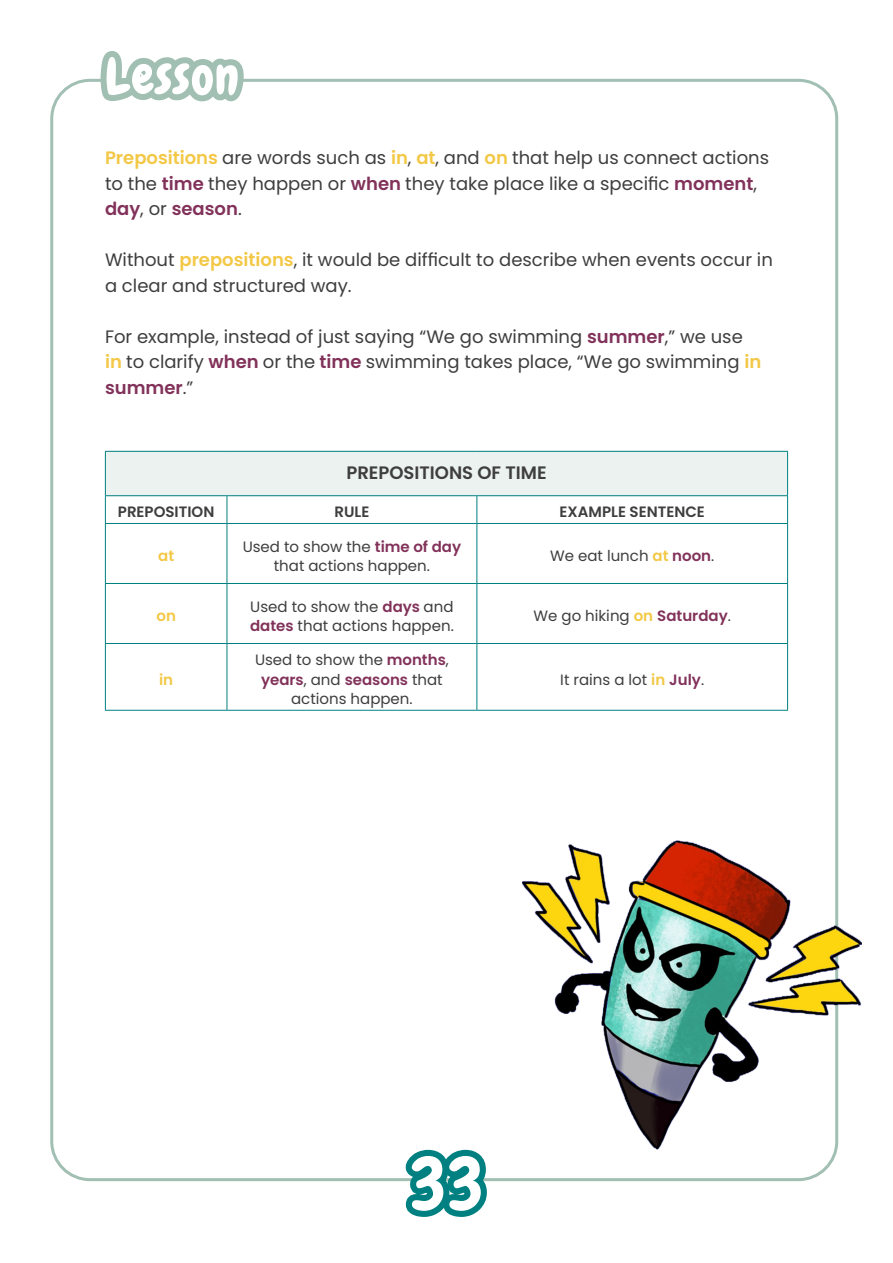 Lesson
Prepositions are words such as in, at, and on that help us connect actions
to the time they happen or when they take place like a specific moment,
day, or season.
Without prepositions, it would be difficult to describe when events occur in
a clear and structured way.
For example, instead of just saying “We go swimming summer,” we use
in to clarify when or the time swimming takes place, “We go swimming in
summer.”
PREPOSITIONS OF TIME
PREPOSITION RULE EXAMPLE SENTENCE
at
Used to show the time of day
that actions happen.
We eat lunch at noon.
on
Used to show the days and
dates that actions happen.
We go hiking on Saturday.
in
Used to show the months,
years, and seasons that
actions happen.
It rains a lot in July.
33